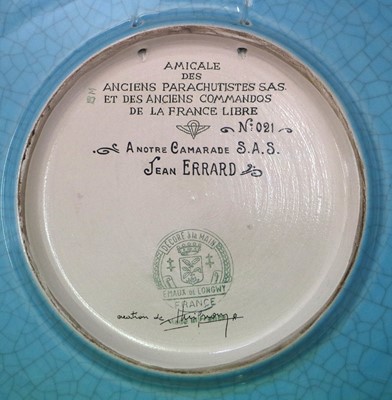 AMICALE
DES
ANCIENS PARACHUTISTES S.A.S.
ET DES ANCIENS COMMANDOS
DE LA FRANCE LIBRE
No 021
A NOTRE CAMARADE S.A.S.
JEAN ERRARD
DÉCORÉ À LA MAIN
EMAUX DE LONGWY
FRANCE
création de